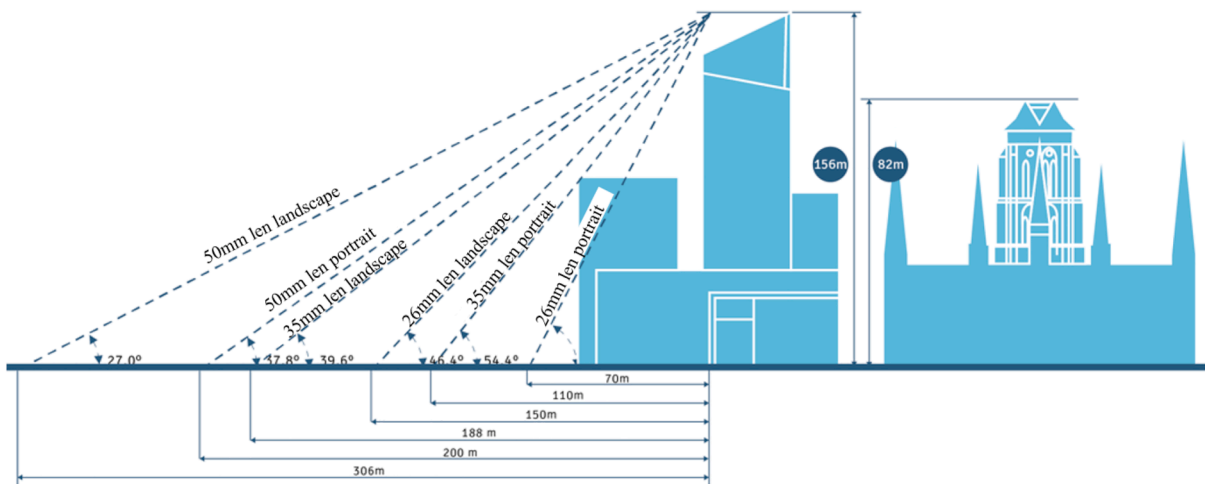 156m
82m
50mm len landscape
50mm len portrait
35mm len landscape
26mm len landscape
35mm len portrait
26mm len portrait
27.0°
37.8°
39.6°
46.4°
54.4°
70m
110m
150m
188 m
200 m
306m